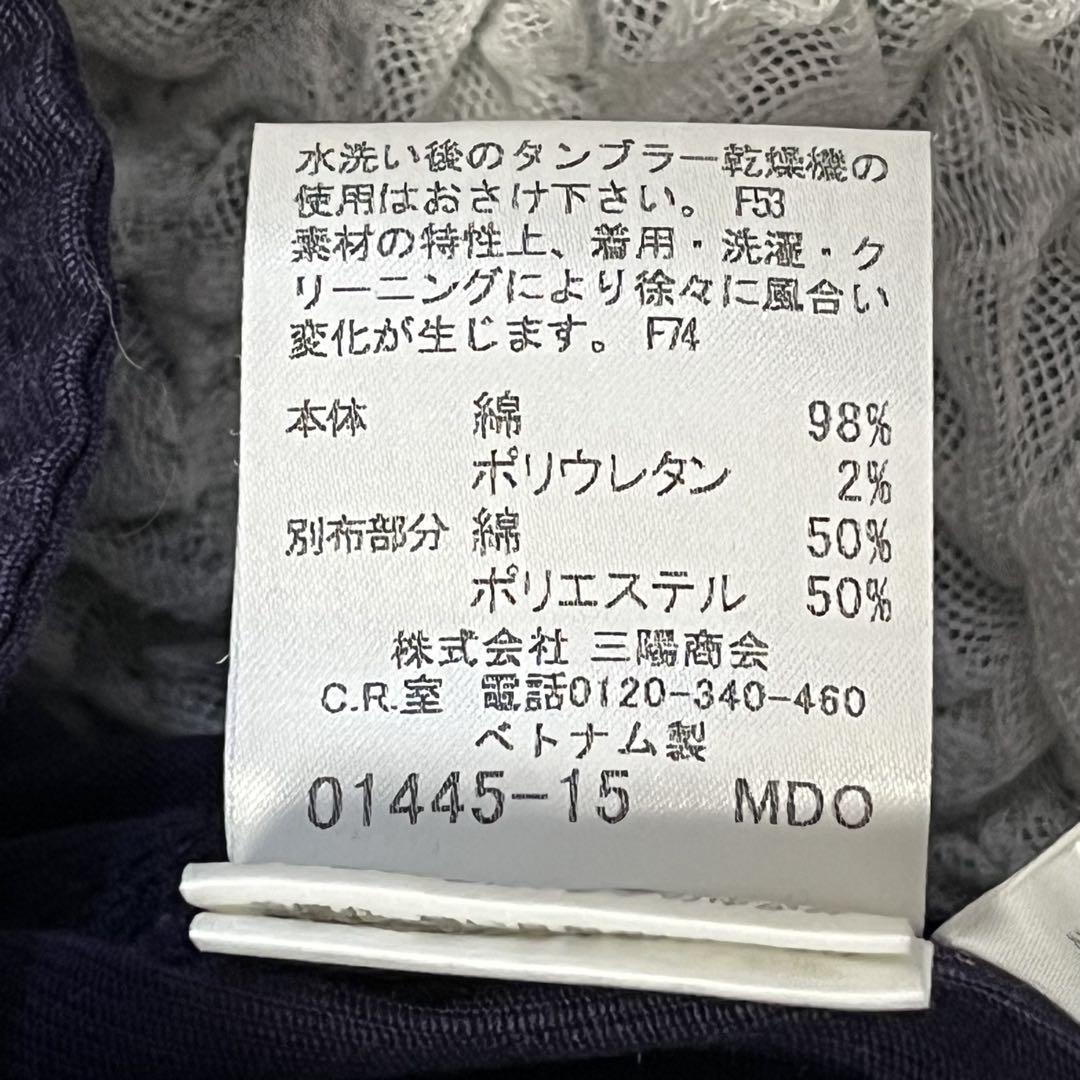 水洗い後のタンブラー乾燥機の
使用はおさけ下さい。 F53
素材の特性上、着用・洗濯・ク
リーニングにより徐々に風合い
変化が生じます。 F74
本体 綿 98%
ポリウレタン 2%
別布部分 綿 50%
ポリエステル 50%
株式会社 三陽商会
C.R.室 電話0120-340-460
ベトナム製
01445-15 MDO